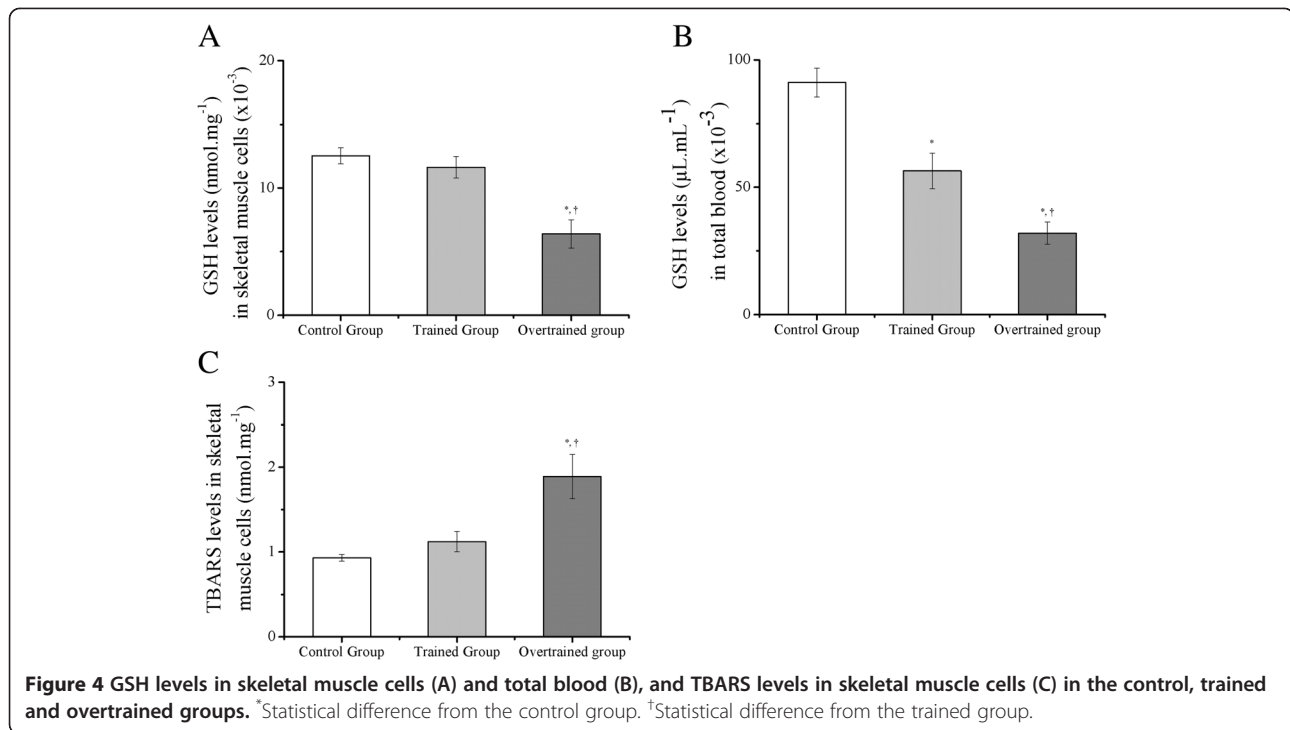 A
GSH levels (nmol.mg⁻¹)
in skeletal muscle cells (x10⁻³)
20
10
0
*,†
Control Group Trained Group Overtrained group
B
GSH levels (µL.mL⁻¹)
in total blood (x10⁻³)
100
50
0
*
*,†
Control Group Trained Group Overtrained group
C
TBARS levels in skeletal
muscle cells (nmol.mg⁻¹)
3
2
1
0
*,†
Control Group Trained Group Overtrained group
Figure 4 GSH levels in skeletal muscle cells (A) and total blood (B), and TBARS levels in skeletal muscle cells (C) in the control, trained
and overtrained groups. *Statistical difference from the control group. †Statistical difference from the trained group.